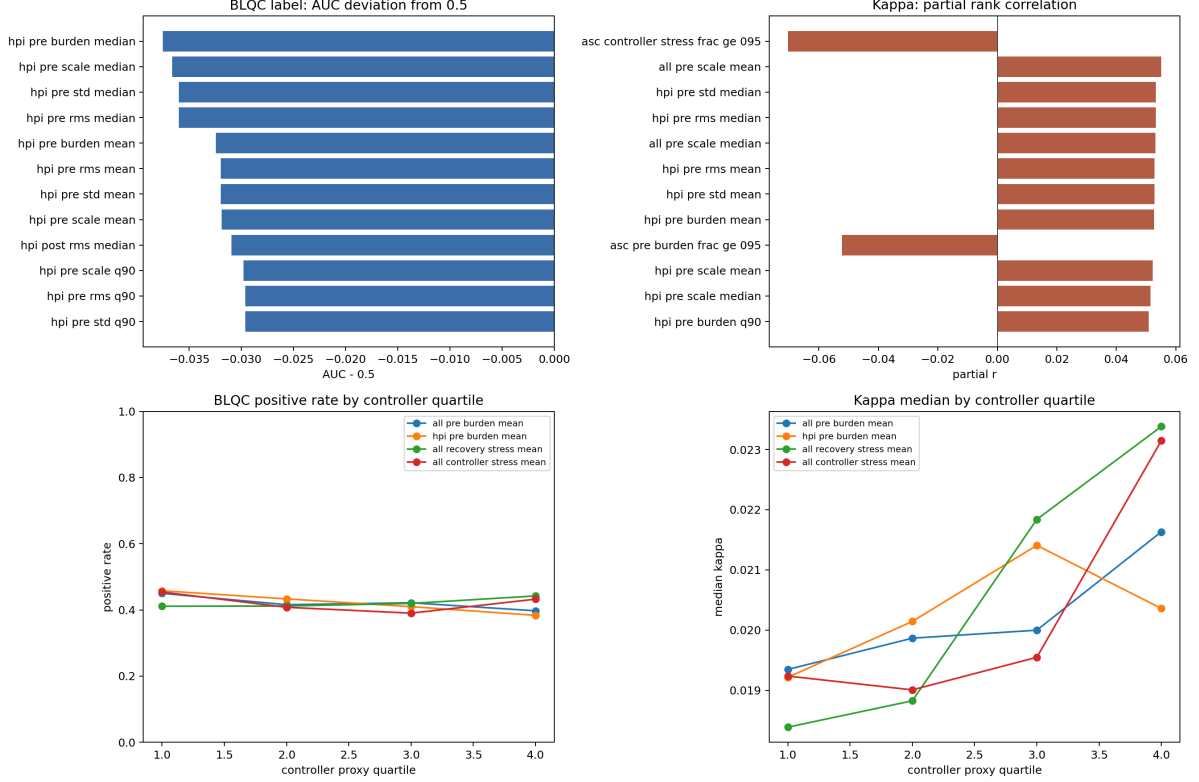 BLQC label: AUC deviation from 0.5
hpi pre burden median
hpi pre scale median
hpi pre std median
hpi pre rms median
hpi pre burden mean
hpi pre rms mean
hpi pre std mean
hpi pre scale mean
hpi post rms median
hpi pre scale q90
hpi pre rms q90
hpi pre std q90
−0.035 −0.030 −0.025 −0.020 −0.015 −0.010 −0.005 0.000
AUC - 0.5
Kappa: partial rank correlation
asc controller stress frac ge 095
all pre scale mean
hpi pre std median
hpi pre rms median
all pre scale median
hpi pre rms mean
hpi pre std mean
hpi pre burden mean
asc pre burden frac ge 095
hpi pre scale mean
hpi pre scale median
hpi pre burden q90
−0.06 −0.04 −0.02 0.00 0.02 0.04 0.06
partial r
BLQC positive rate by controller quartile
all pre burden mean
hpi pre burden mean
all recovery stress mean
all controller stress mean
positive rate
1.0
0.8
0.6
0.4
0.2
0.0
1.0 1.5 2.0 2.5 3.0 3.5 4.0
controller proxy quartile
Kappa median by controller quartile
all pre burden mean
hpi pre burden mean
all recovery stress mean
all controller stress mean
median kappa
0.023
0.022
0.021
0.020
0.019
1.0 1.5 2.0 2.5 3.0 3.5 4.0
controller proxy quartile